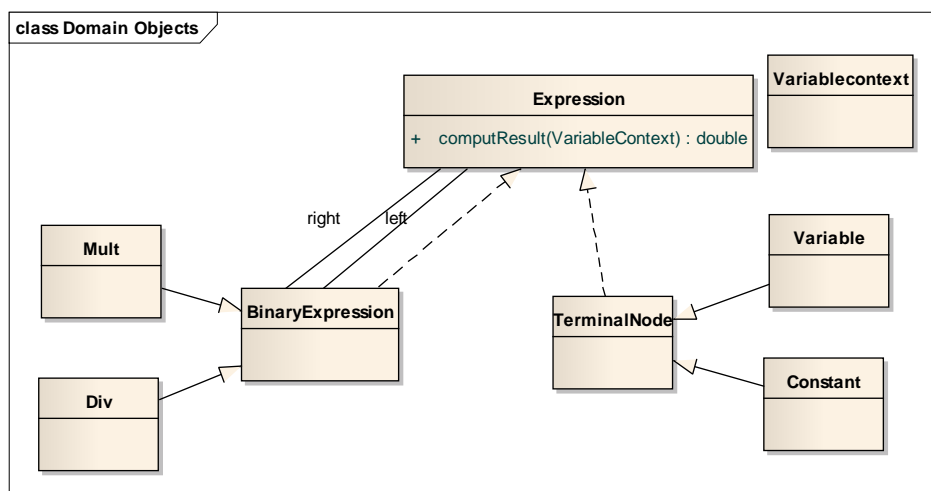 class Domain Objects
Expression
+ computResult(VariableContext) : double
Variablecontext
right
left
Mult
Variable
BinaryExpression
TerminalNode
Div
Constant